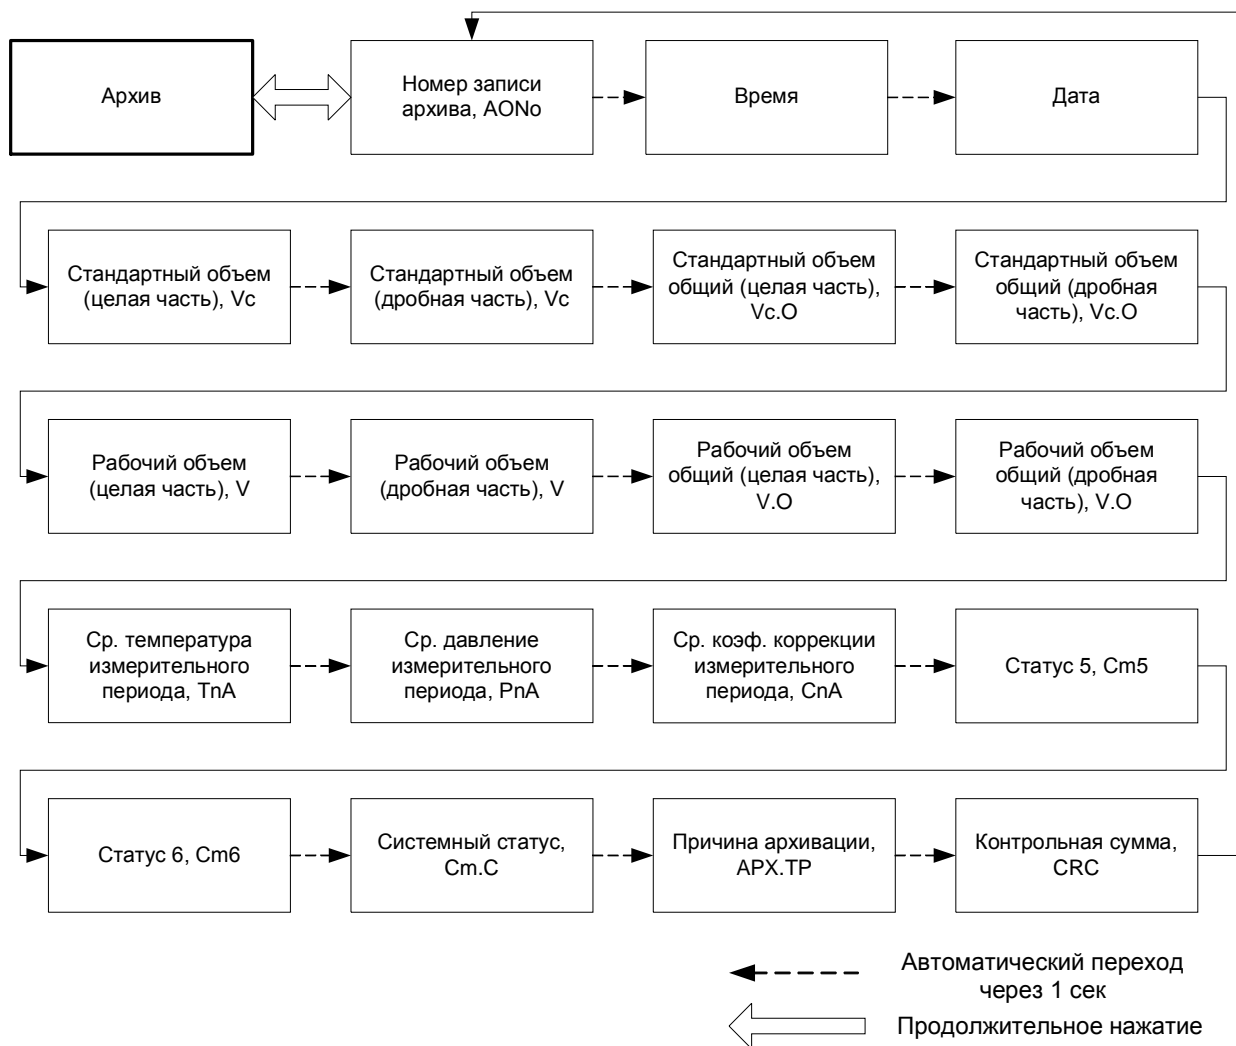 Архив
Номер записи
архива, AONo
Время
Дата
Стандартный объем
(целая часть), Vc
Стандартный объем
(дробная часть), Vc
Стандартный объем
общий (целая часть),
Vc.O
Стандартный объем
общий (дробная
часть), Vc.O
Рабочий объем
(целая часть), V
Рабочий объем
(дробная часть), V
Рабочий объем
общий (целая часть),
V.O
Рабочий объем
общий (дробная
часть), V.O
Ср. температура
измерительного
периода, TnA
Ср. давление
измерительного
периода, PnA
Ср. коэф. коррекции
измерительного
периода, CnA
Статус 5, Cm5
Статус 6, Cm6
Системный статус,
Cm.C
Причина архивации,
APX.TP
Контрольная сумма,
CRC
Автоматический переход
через 1 сек
Продолжительное нажатие